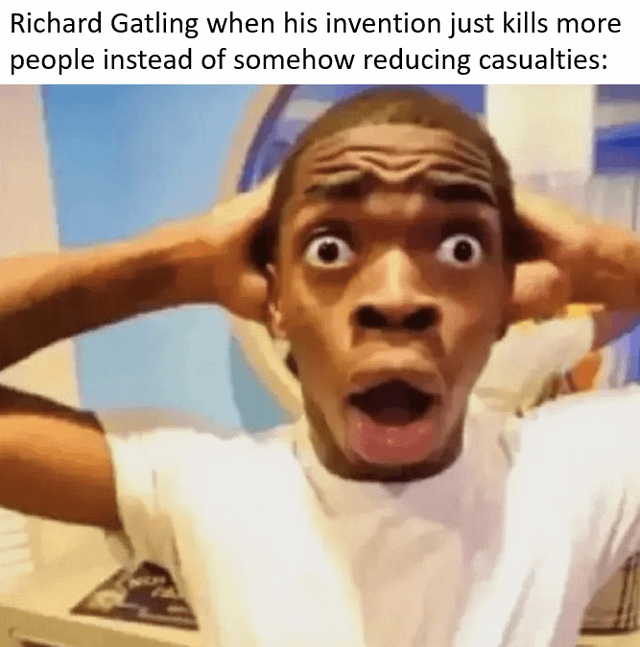 Richard Gatling when his invention just kills more
people instead of somehow reducing casualties: